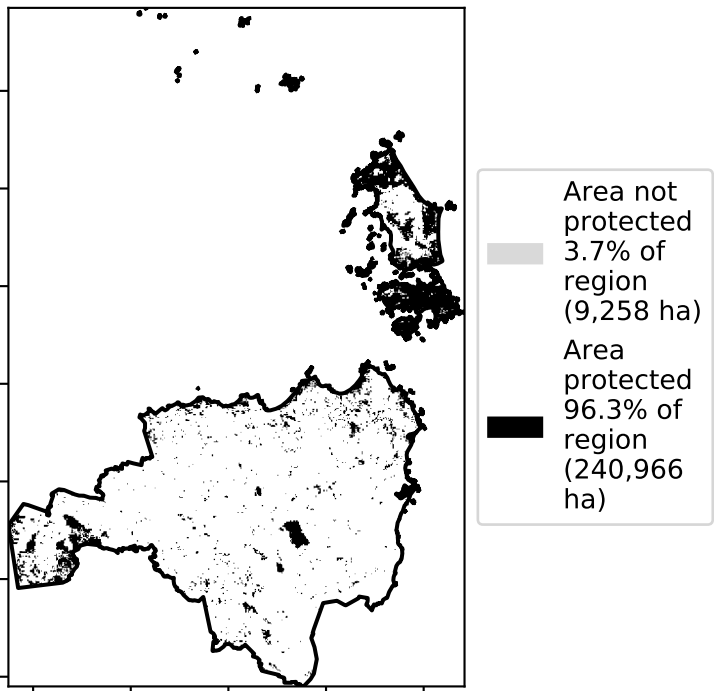 Area not
protected
3.7% of
region
(9,258 ha)
Area
protected
96.3% of
region
(240,966
ha)